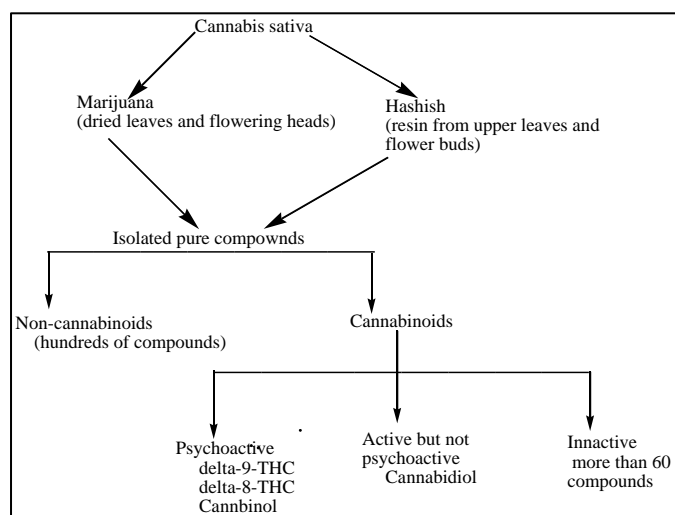 Cannabis sativa
Marijuana
(dried leaves and flowering heads)
Hashish
(resin from upper leaves and
flower buds)
Isolated pure compownds
Non-cannabinoids
(hundreds of compounds)
Cannabinoids
Psychoactive
delta-9-THC
delta-8-THC
Cannbinol
Active but not
psychoactive
Cannabidiol
Innactive
more than 60
compounds